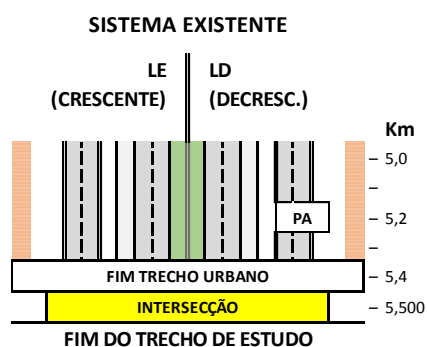 SISTEMA EXISTENTE
LE LD
(CRESCENTE) (DECRESC.)
Km
5,0
PA
5,2
FIM TRECHO URBANO
5,4
INTERSECÇÃO
5,500
FIM DO TRECHO DE ESTUDO